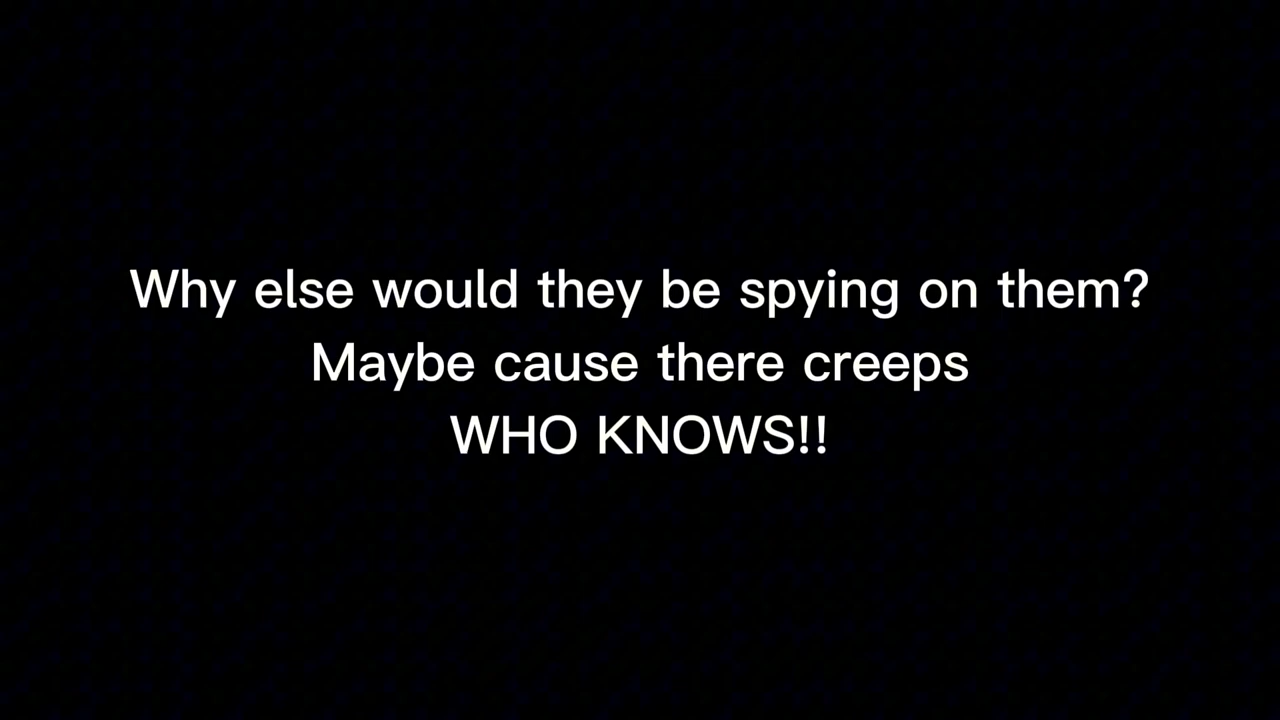 Why else would they be spying on them?
Maybe cause there creeps
WHO KNOWS!!